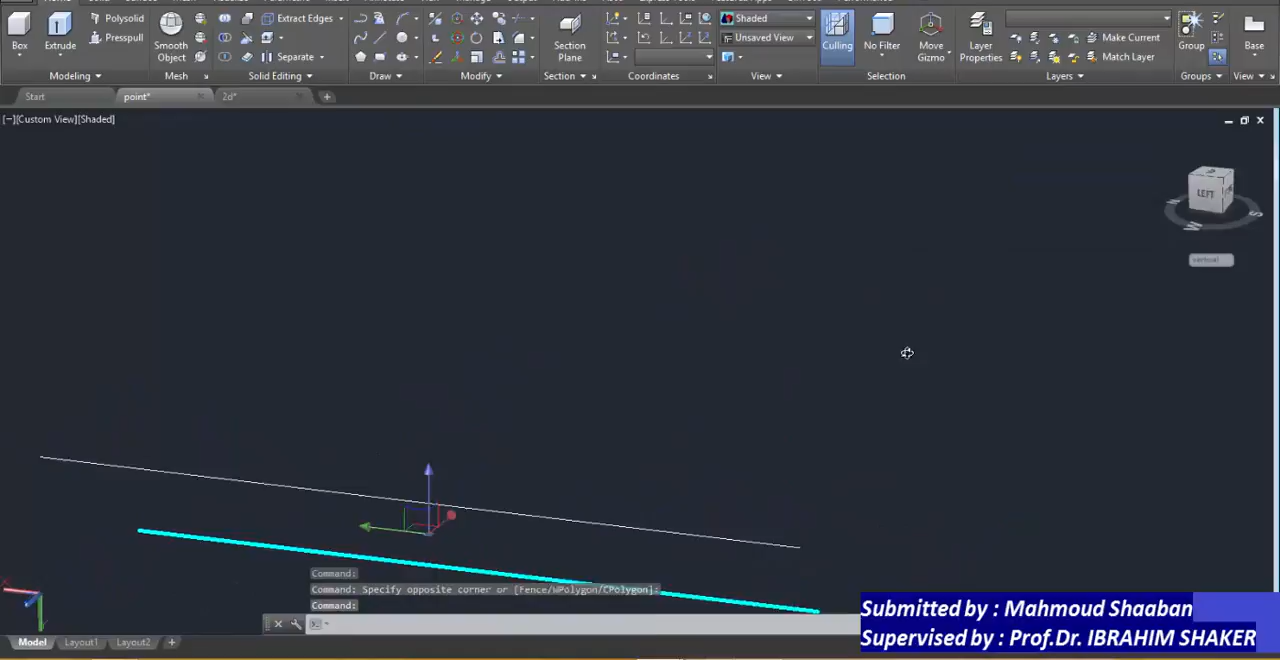 Home
Polysolid
Presspull
Box
Extrude
Smooth
Object
Extract Edges
Separate
Section
Plane
Shaded
Unsaved View
Culling
No Filter
Move
Gizmo
Layer
Properties
Make Current
Match Layer
Group
Base
Modeling
Mesh
Solid Editing
Draw
Modify
Section
Coordinates
View
Selection
Layers
Groups
View
Start
point*
2d*
[−][Custom View][Shaded]
LEFT
N
S
W
vertical
Command:
Command: Specify opposite corner or [Fence/WPolygon/CPolygon]:
Command:
Model
Layout1
Layout2
Submitted by : Mahmoud Shaaban
Supervised by : Prof.Dr. IBRAHIM SHAKER